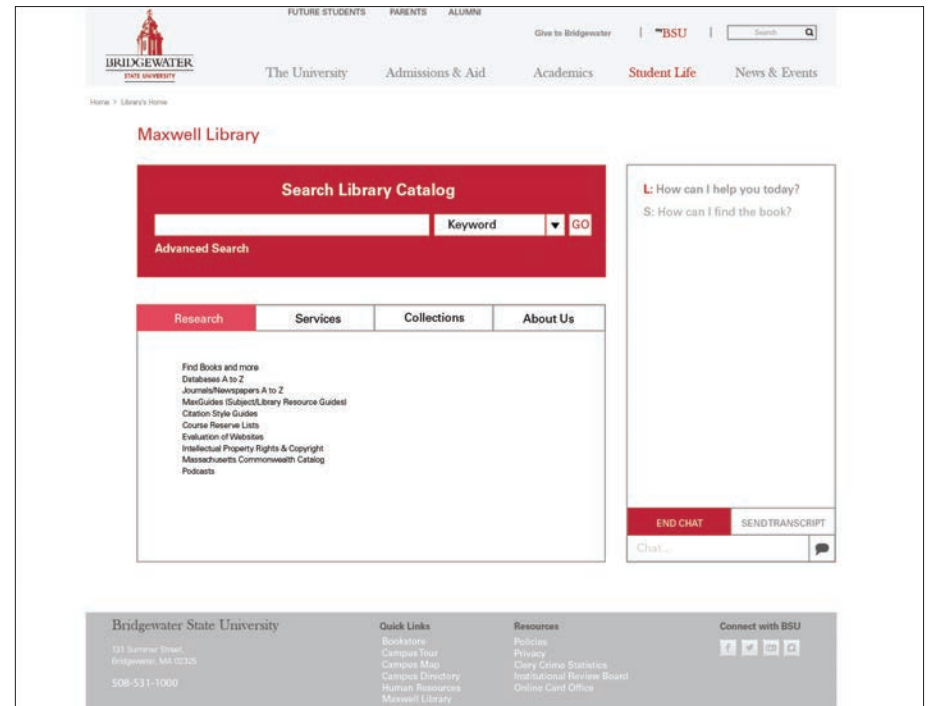 FUTURE STUDENTS PARENTS ALUMNI
Give to Bridgewater | myBSU | Search
BRIDGEWATER
STATE UNIVERSITY
The University Admissions & Aid Academics Student Life News & Events
Home > Library's Home
Maxwell Library
Search Library Catalog
Keyword GO
Advanced Search
Research Services Collections About Us
Find Books and more
Databases A to Z
Journals/Newspapers A to Z
MaxGuides (Subject/Library Resource Guides)
Citation Style Guides
Course Reserve Lists
Evaluation of Websites
Intellectual Property Rights & Copyright
Massachusetts Commonwealth Catalog
Podcasts
L: How can I help you today?
S: How can I find the book?
END CHAT SEND TRANSCRIPT
Chat...
Bridgewater State University
131 Summer Street,
Bridgewater, MA 02325
508-531-1000
Quick Links
Bookstore
Campus Tour
Campus Map
Campus Directory
Human Resources
Maxwell Library
Resources
Policies
Privacy
Clery Crime Statistics
Institutional Review Board
Online Card Office
Connect with BSU